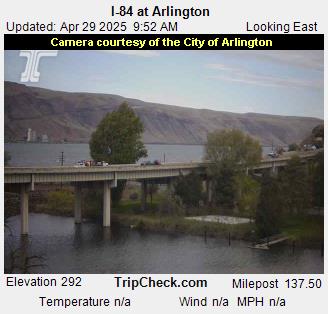 I-84 at Arlington
Updated: Apr 29 2025 9:52 AM Looking East
Camera courtesy of the City of Arlington
Elevation 292 TripCheck.com Milepost 137.50
Temperature n/a Wind n/a MPH n/a